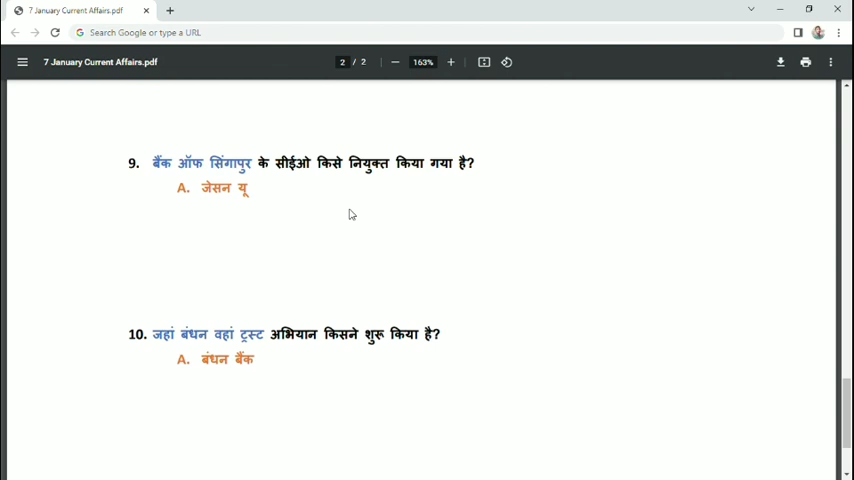 7 January Current Affairs.pdf
Search Google or type a URL
7 January Current Affairs.pdf
2 / 2
163%
9. बैंक ऑफ सिंगापुर के सीईओ किसे नियुक्त किया गया है?
A. जेसन यू
10. जहां बंधन वहां ट्रस्ट अभियान किसने शुरू किया है?
A. बंधन बैंक